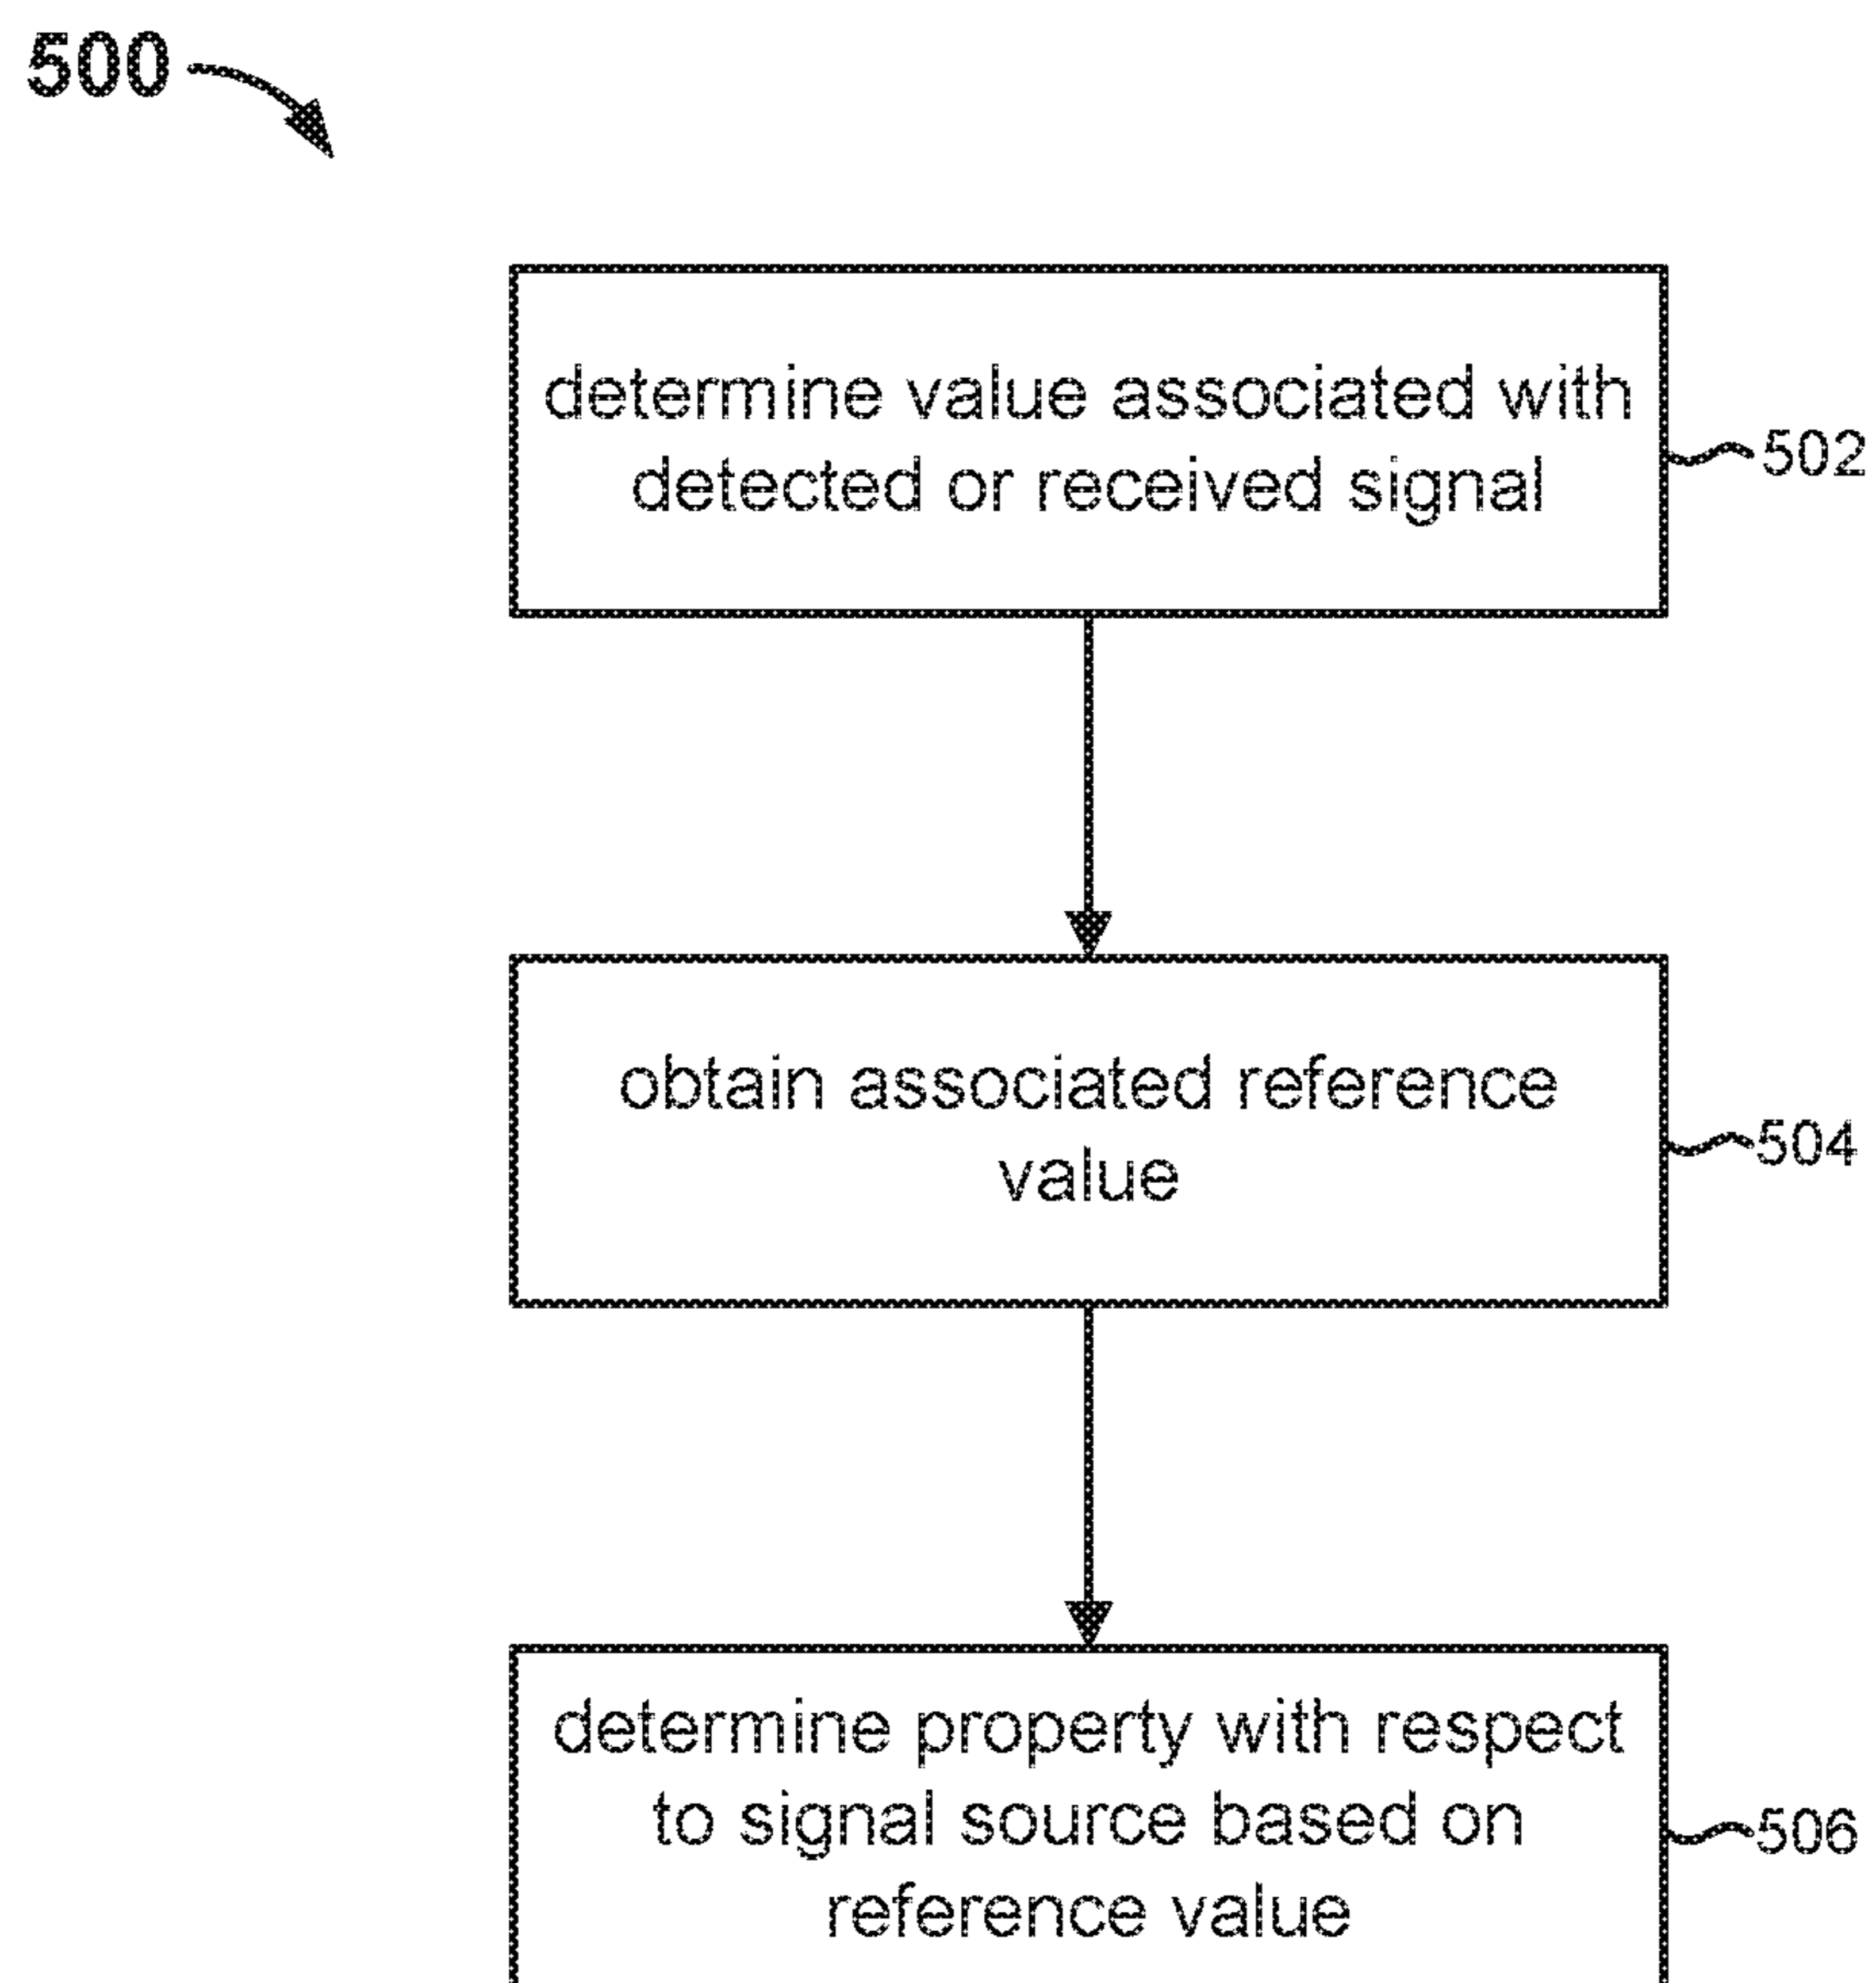 500
determine value associated with
detected or received signal
502
obtain associated reference
value
504
determine property with respect
to signal source based on
reference value
506